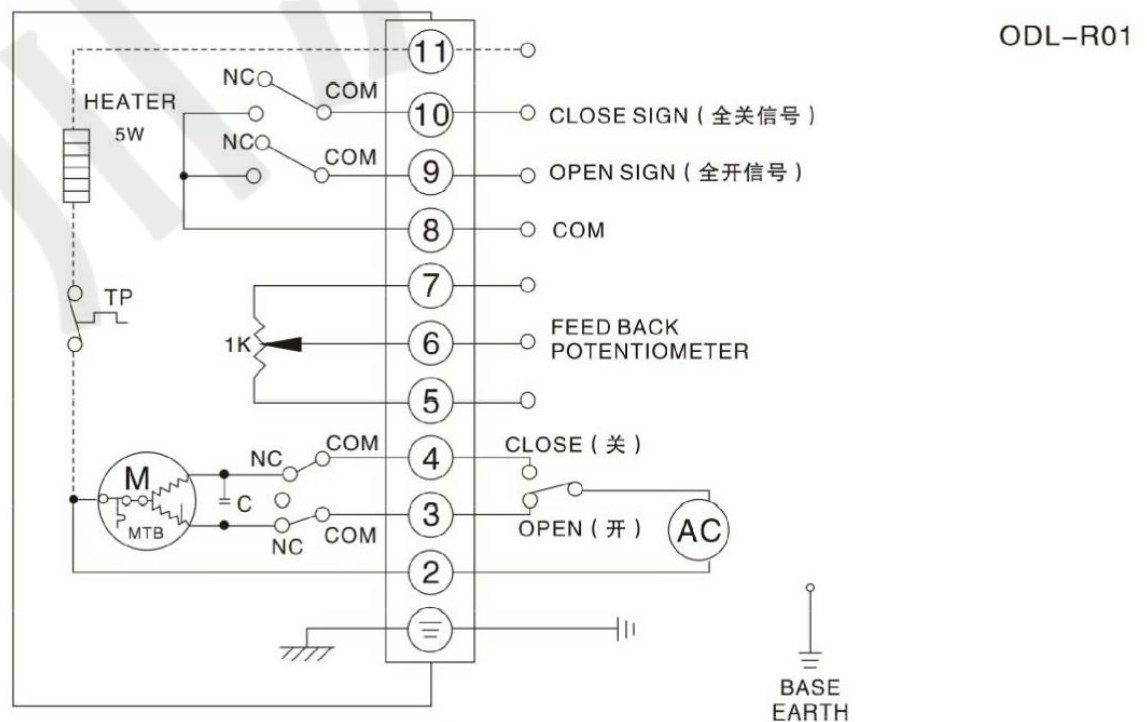 ODL-R01
11
NC
COM
HEATER
5W
10
CLOSE SIGN ( 全关信号 )
NC
COM
9
OPEN SIGN ( 全开信号 )
8
COM
TP
7
1K
6
FEED BACK
POTENTIOMETER
5
CLOSE ( 关 )
COM
4
NC
M
C
MTB
3
OPEN ( 开 )
AC
NC
COM
2
BASE
EARTH